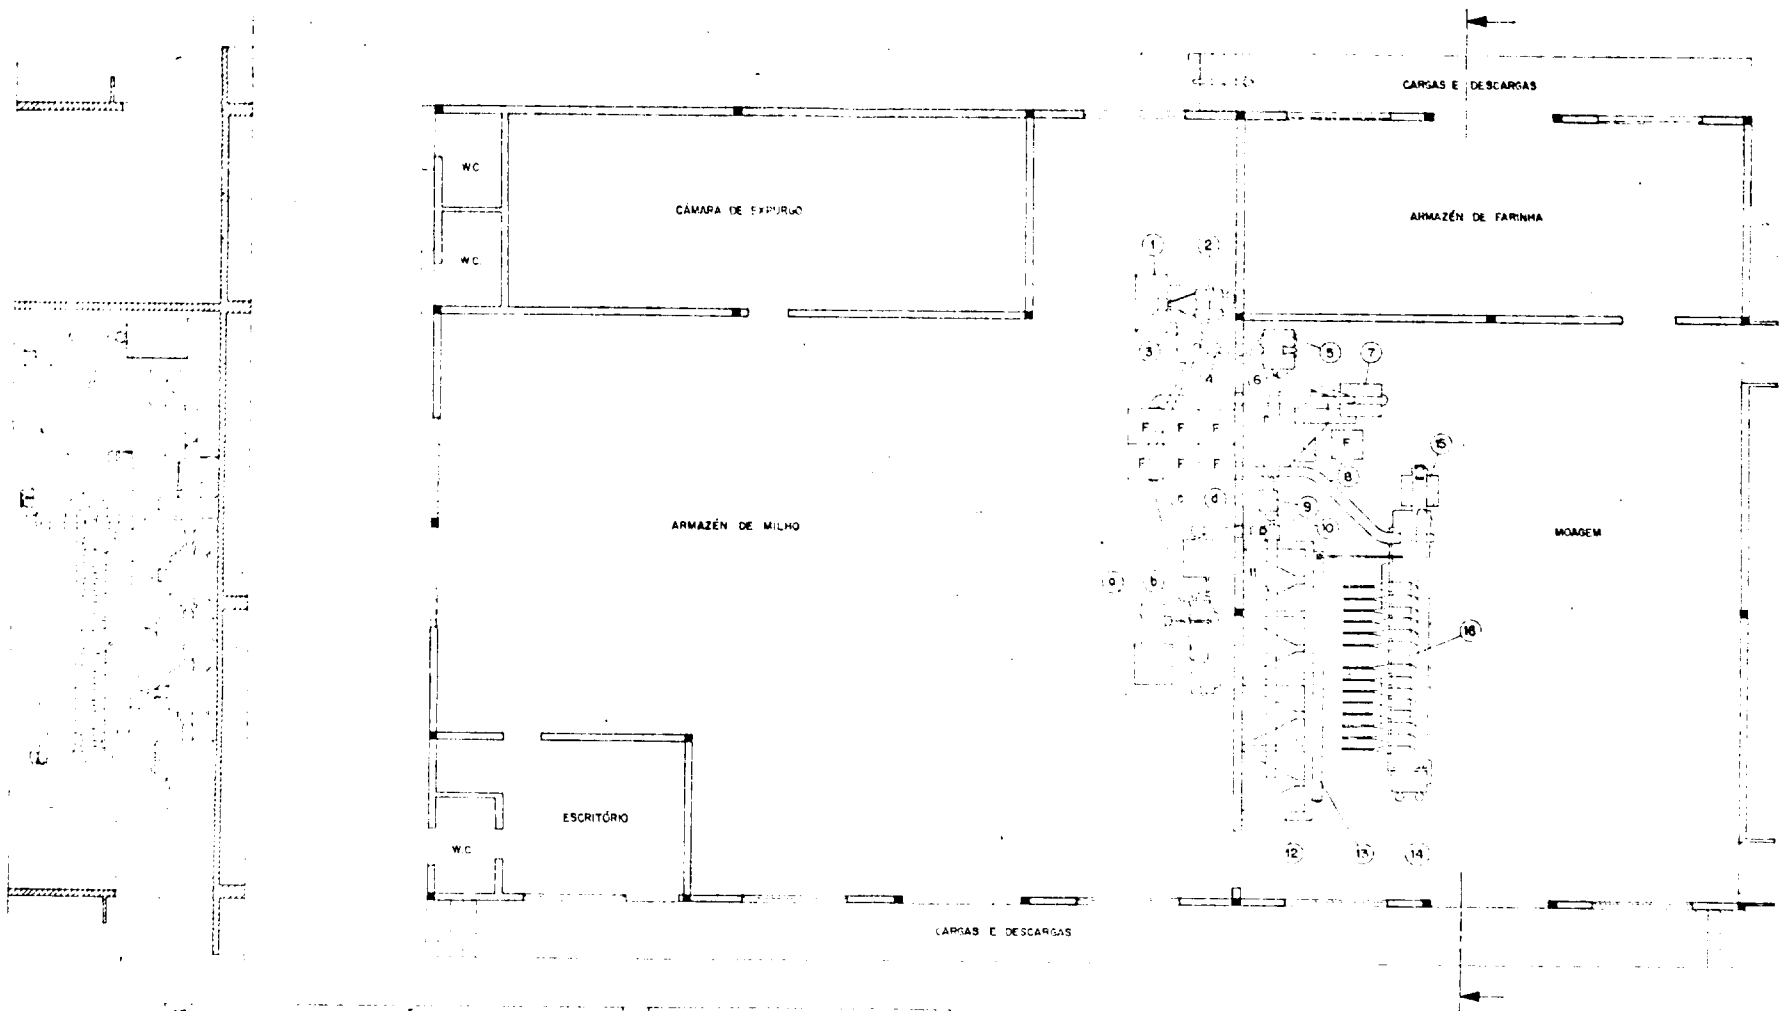 CARGAS E DESCARGAS
W.C.
CÂMARA DE EXPURGO
ARMAZÉN DE FARINHA
W.C.
1
2
3
4
5
6
7
F F F
F
F F F
8
15
c
d
9
10
ARMAZÉN DE MILHO
MOAGEM
11
a
b
16
ESCRITÓRIO
W.C
12
13
14
CARGAS E DESCARGAS